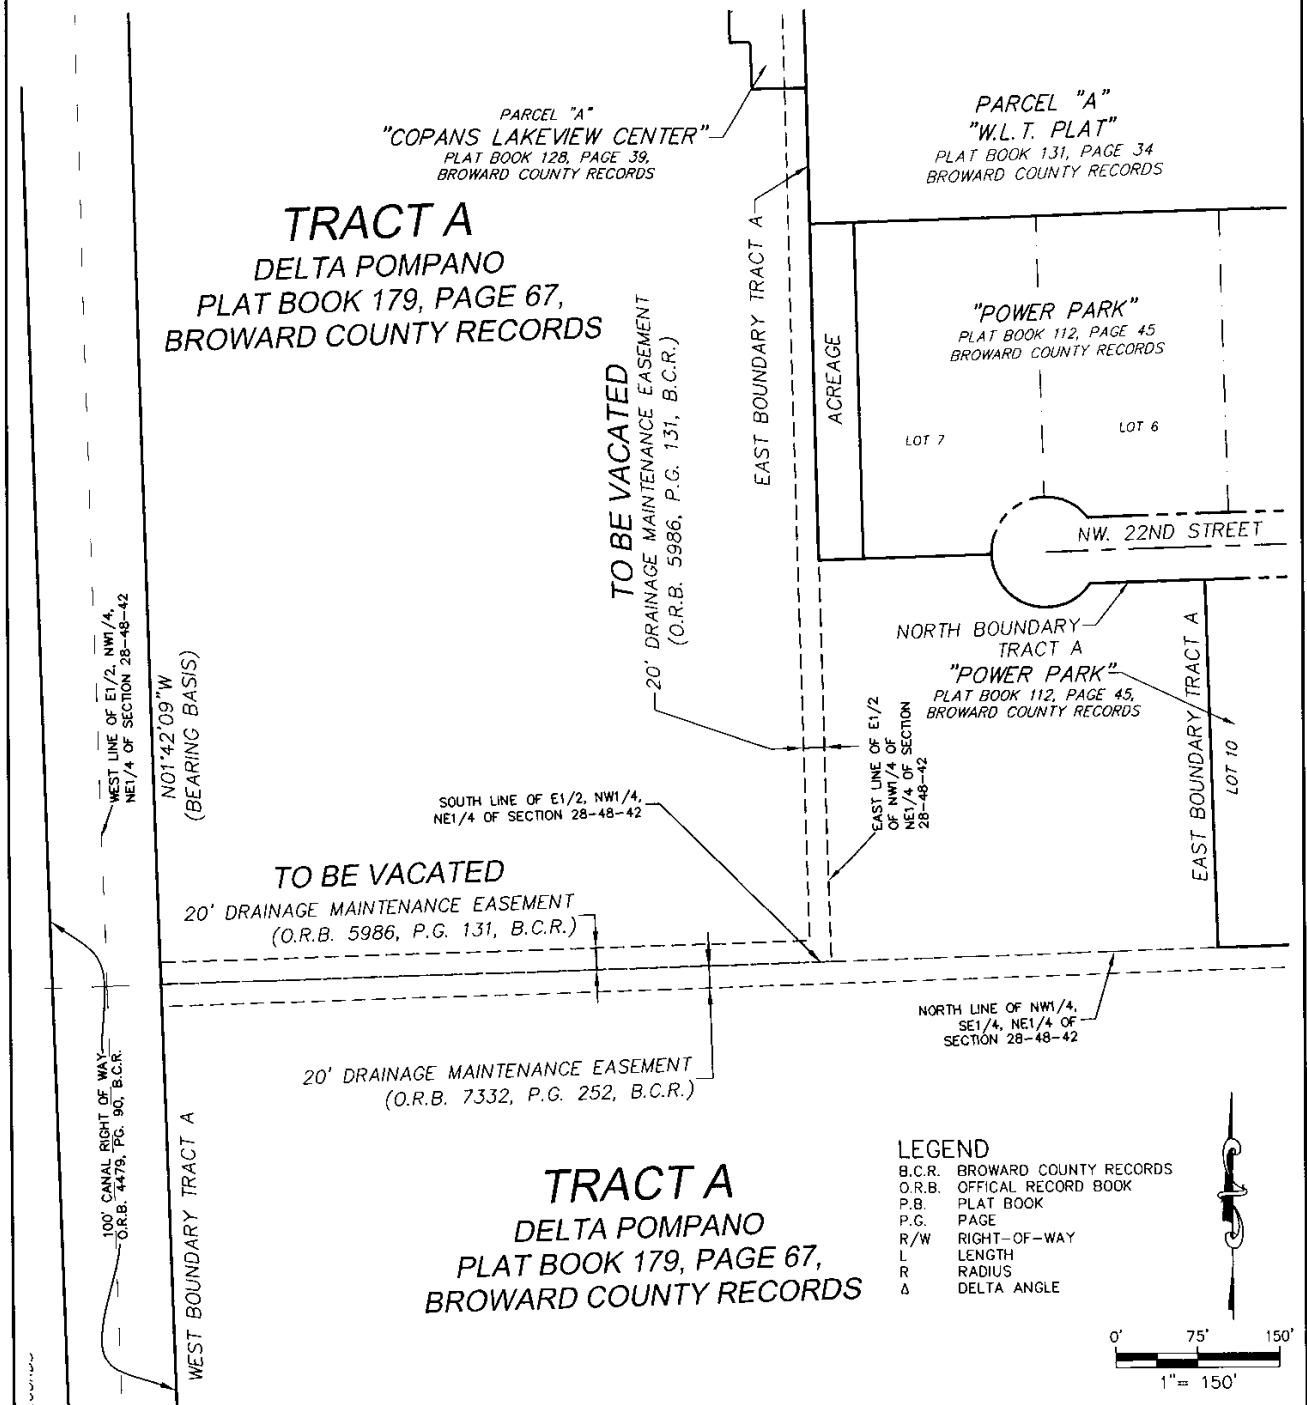 PARCEL "A"
"COPANS LAKEVIEW CENTER"
PLAT BOOK 128, PAGE 39,
BROWARD COUNTY RECORDS
PARCEL "A"
"W.L.T. PLAT"
PLAT BOOK 131, PAGE 34
BROWARD COUNTY RECORDS
TRACT A
DELTA POMPANO
PLAT BOOK 179, PAGE 67,
BROWARD COUNTY RECORDS
TO BE VACATED
20' DRAINAGE MAINTENANCE EASEMENT
(O.R.B. 5986, P.G. 131, B.C.R.)
EAST BOUNDARY TRACT A
ACREAGE
"POWER PARK"
PLAT BOOK 112, PAGE 45
BROWARD COUNTY RECORDS
LOT 7
LOT 6
NW. 22ND STREET
NORTH BOUNDARY
TRACT A
"POWER PARK"
PLAT BOOK 112, PAGE 45,
BROWARD COUNTY RECORDS
EAST BOUNDARY TRACT A
LOT 10
WEST LINE OF E1/2, NW1/4,
NE1/4 OF SECTION 28-48-42
N01°42'09"W
(BEARING BASIS)
EAST LINE OF E1/2
OF NW1/4 OF
NE1/4 OF SECTION
28-48-42
SOUTH LINE OF E1/2, NW1/4,
NE1/4 OF SECTION 28-48-42
TO BE VACATED
20' DRAINAGE MAINTENANCE EASEMENT
(O.R.B. 5986, P.G. 131, B.C.R.)
NORTH LINE OF NW1/4,
SE1/4, NE1/4 OF
SECTION 28-48-42
20' DRAINAGE MAINTENANCE EASEMENT
(O.R.B. 7332, P.G. 252, B.C.R.)
100' CANAL RIGHT OF WAY
O.R.B. 4479, PG. 90, B.C.R.
WEST BOUNDARY TRACT A
TRACT A
DELTA POMPANO
PLAT BOOK 179, PAGE 67,
BROWARD COUNTY RECORDS
LEGEND
B.C.R. BROWARD COUNTY RECORDS
O.R.B. OFFICAL RECORD BOOK
P.B. PLAT BOOK
P.G. PAGE
R/W RIGHT-OF-WAY
L LENGTH
R RADIUS
Δ DELTA ANGLE
0' 75' 150'
1"= 150'